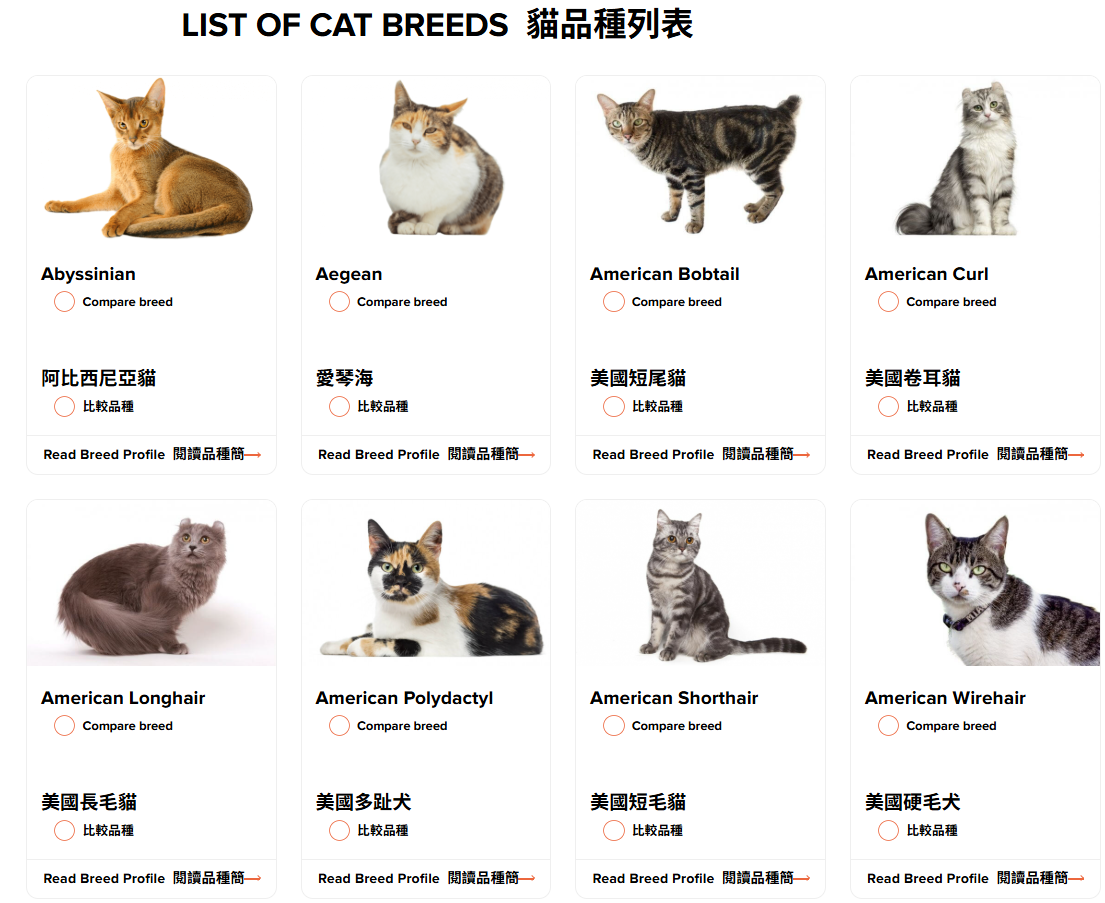 LIST OF CAT BREEDS 貓品種列表
Abyssinian
Compare breed
阿比西尼亞貓
比較品種
Read Breed Profile 閱讀品種簡
Aegean
Compare breed
愛琴海
比較品種
Read Breed Profile 閱讀品種簡
American Bobtail
Compare breed
美國短尾貓
比較品種
Read Breed Profile 閱讀品種簡
American Curl
Compare breed
美國卷耳貓
比較品種
Read Breed Profile 閱讀品種簡
American Longhair
Compare breed
美國長毛貓
比較品種
Read Breed Profile 閱讀品種簡
American Polydactyl
Compare breed
美國多趾犬
比較品種
Read Breed Profile 閱讀品種簡
American Shorthair
Compare breed
美國短毛貓
比較品種
Read Breed Profile 閱讀品種簡
American Wirehair
Compare breed
美國硬毛犬
比較品種
Read Breed Profile 閱讀品種簡